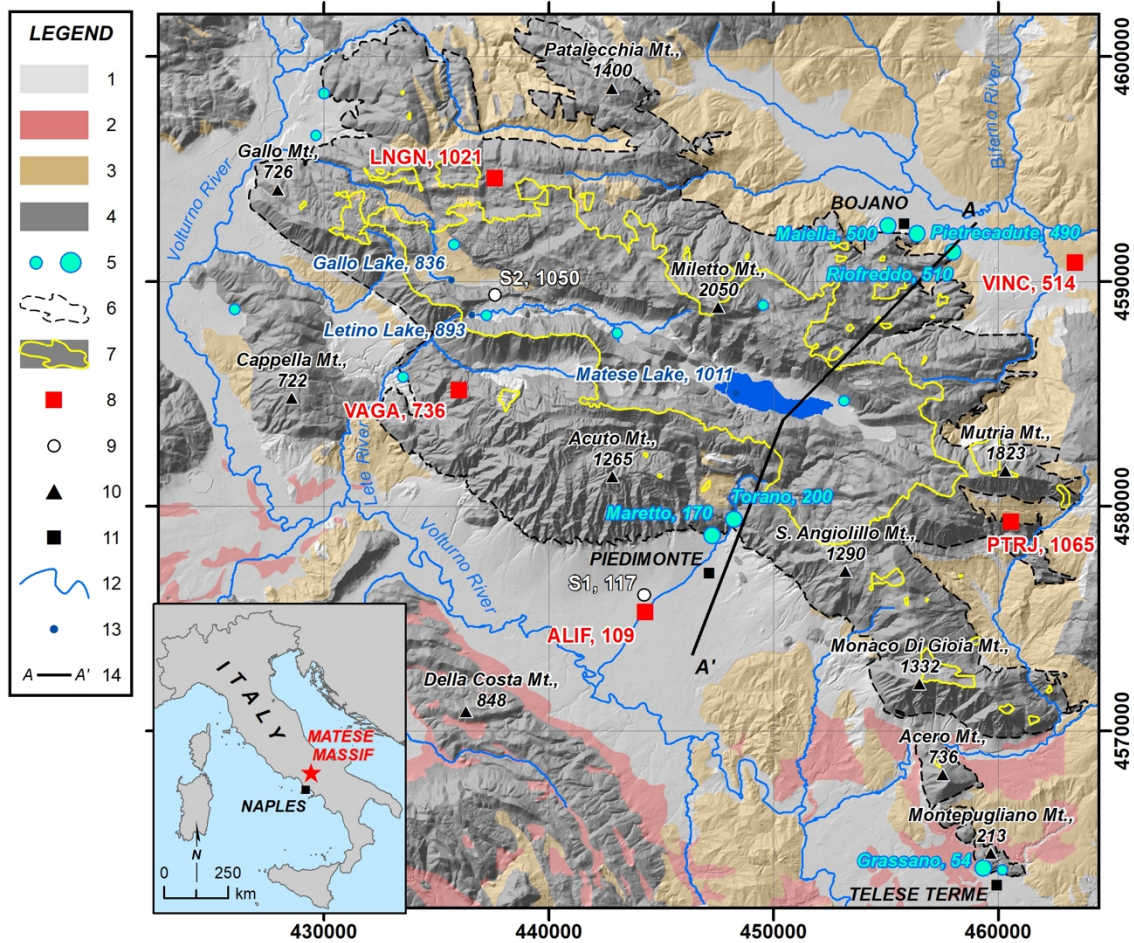 LEGEND
1
2
3
4
5
6
7
8
9
10
11
12
13
A A' 14
Patalecchia Mt.,
1400
Volturno River
Gallo Mt.,
726
LNGN, 1021
Biferno River
BOJANO
A
Maiella, 500
Pietrecadute, 490
Riofreddo, 510
VINC, 514
Gallo Lake, 836
S2, 1050
Miletto Mt.,
2050
Letino Lake, 893
Cappella Mt.,
722
Matese Lake, 1011
VAGA, 736
Lete River
Acuto Mt.,
1265
Mutria Mt.,
1823
Torano, 200
Maretto, 170
PTRJ, 1065
Volturno River
PIEDIMONTE
S. Angiolillo Mt.,
1290
S1, 117
ALIF, 109
A'
Monaco Di Gioia Mt.,
1332
Della Costa Mt.,
848
Acero Mt.,
736
Montepugliano Mt.,
213
Grassano, 54
TELESE TERME
ITALY
MATESE
MASSIF
NAPLES
N
0 250
km
4600000
4590000
4580000
4570000
430000 440000 450000 460000